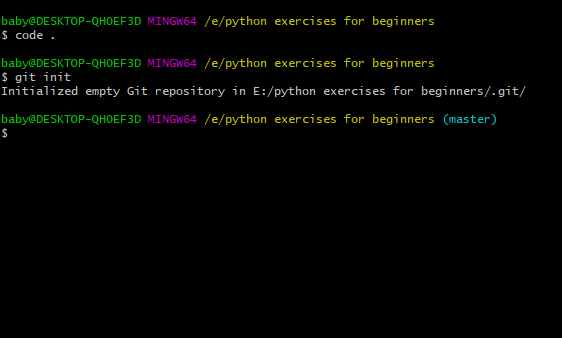 baby@DESKTOP-QHOEF3D MINGW64 /e/python exercises for beginners
$ code .
baby@DESKTOP-QHOEF3D MINGW64 /e/python exercises for beginners
$ git init
Initialized empty Git repository in E:/python exercises for beginners/.git/
baby@DESKTOP-QHOEF3D MINGW64 /e/python exercises for beginners (master)
$